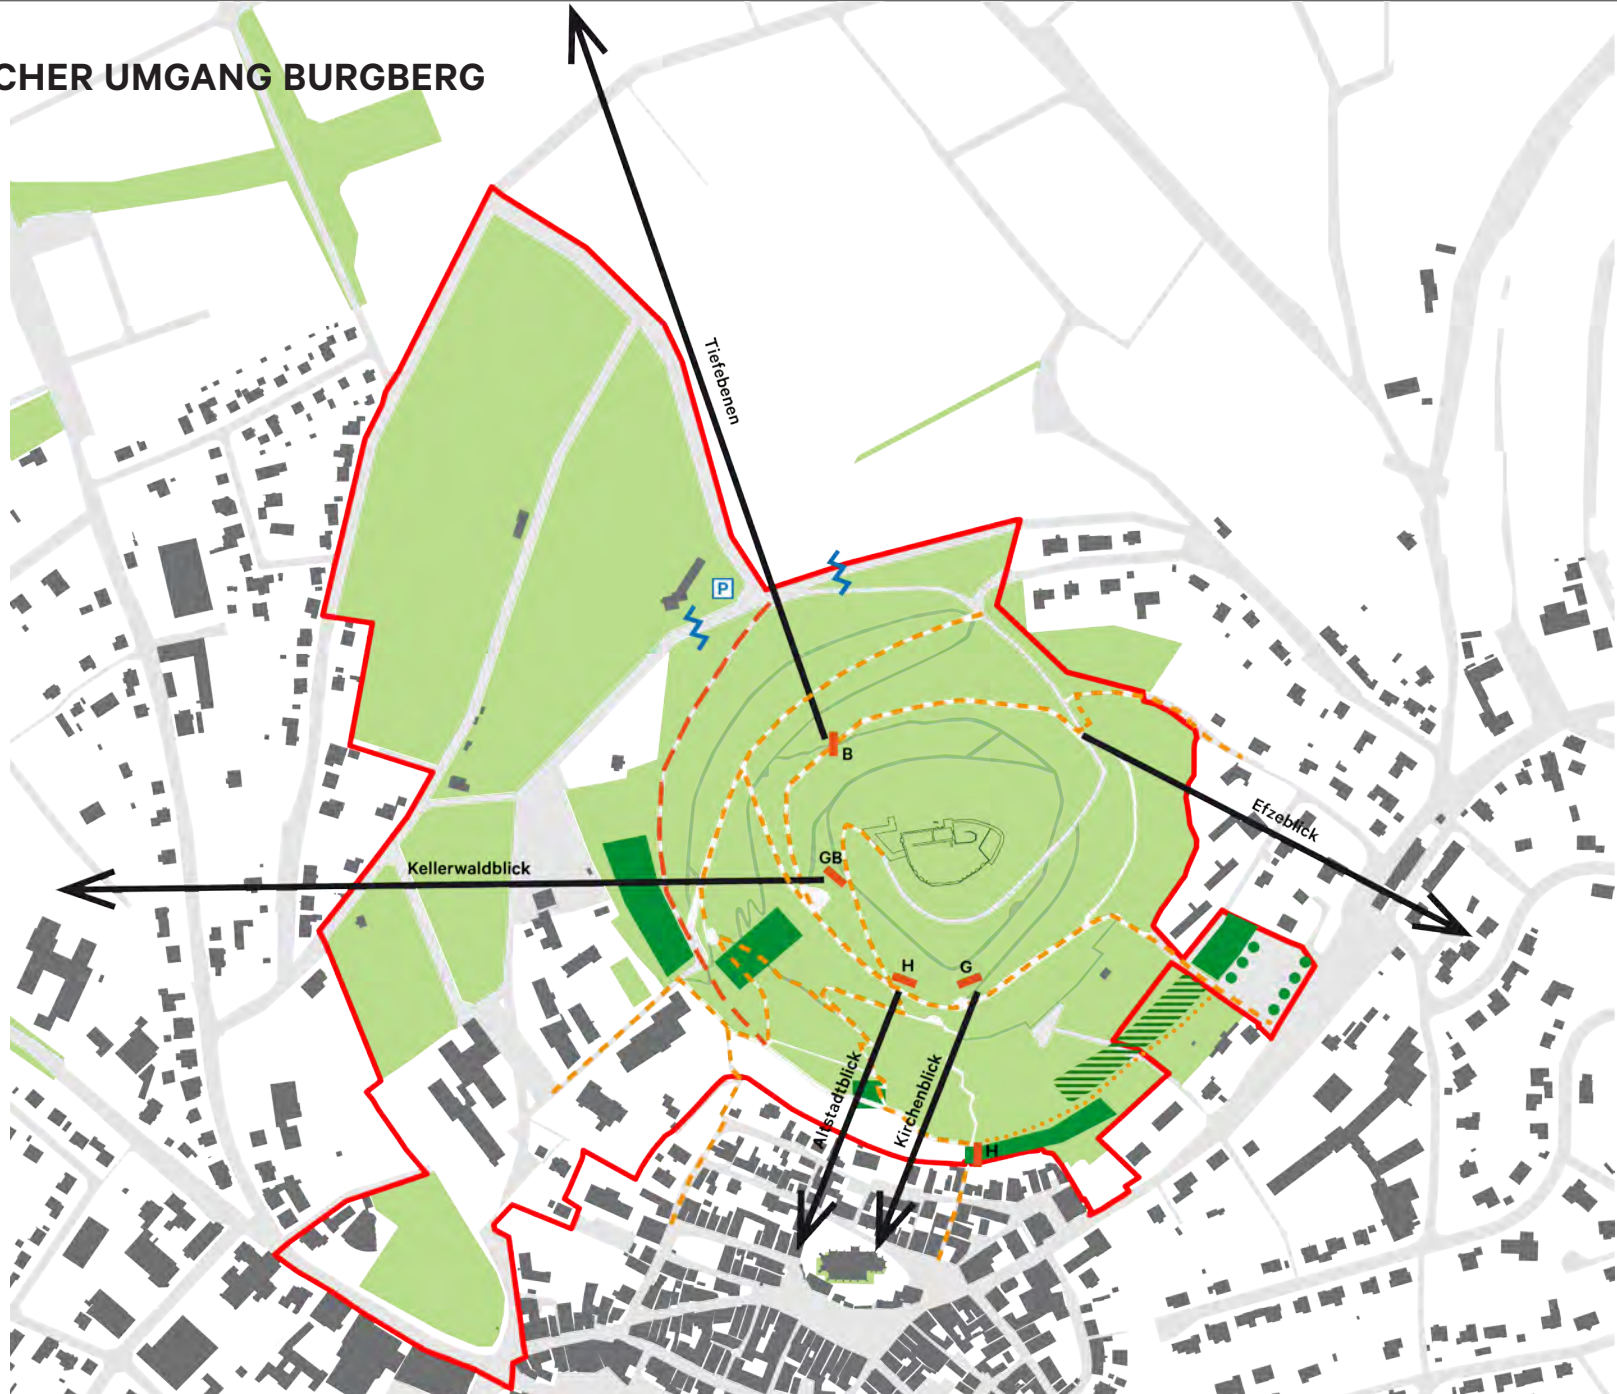 CHER UMGANG BURGBERG
Tiefebenen
P
B
Efzeblick
GB
Kellerwaldblick
H
G
Altstadtblick
Kirchenblick
H